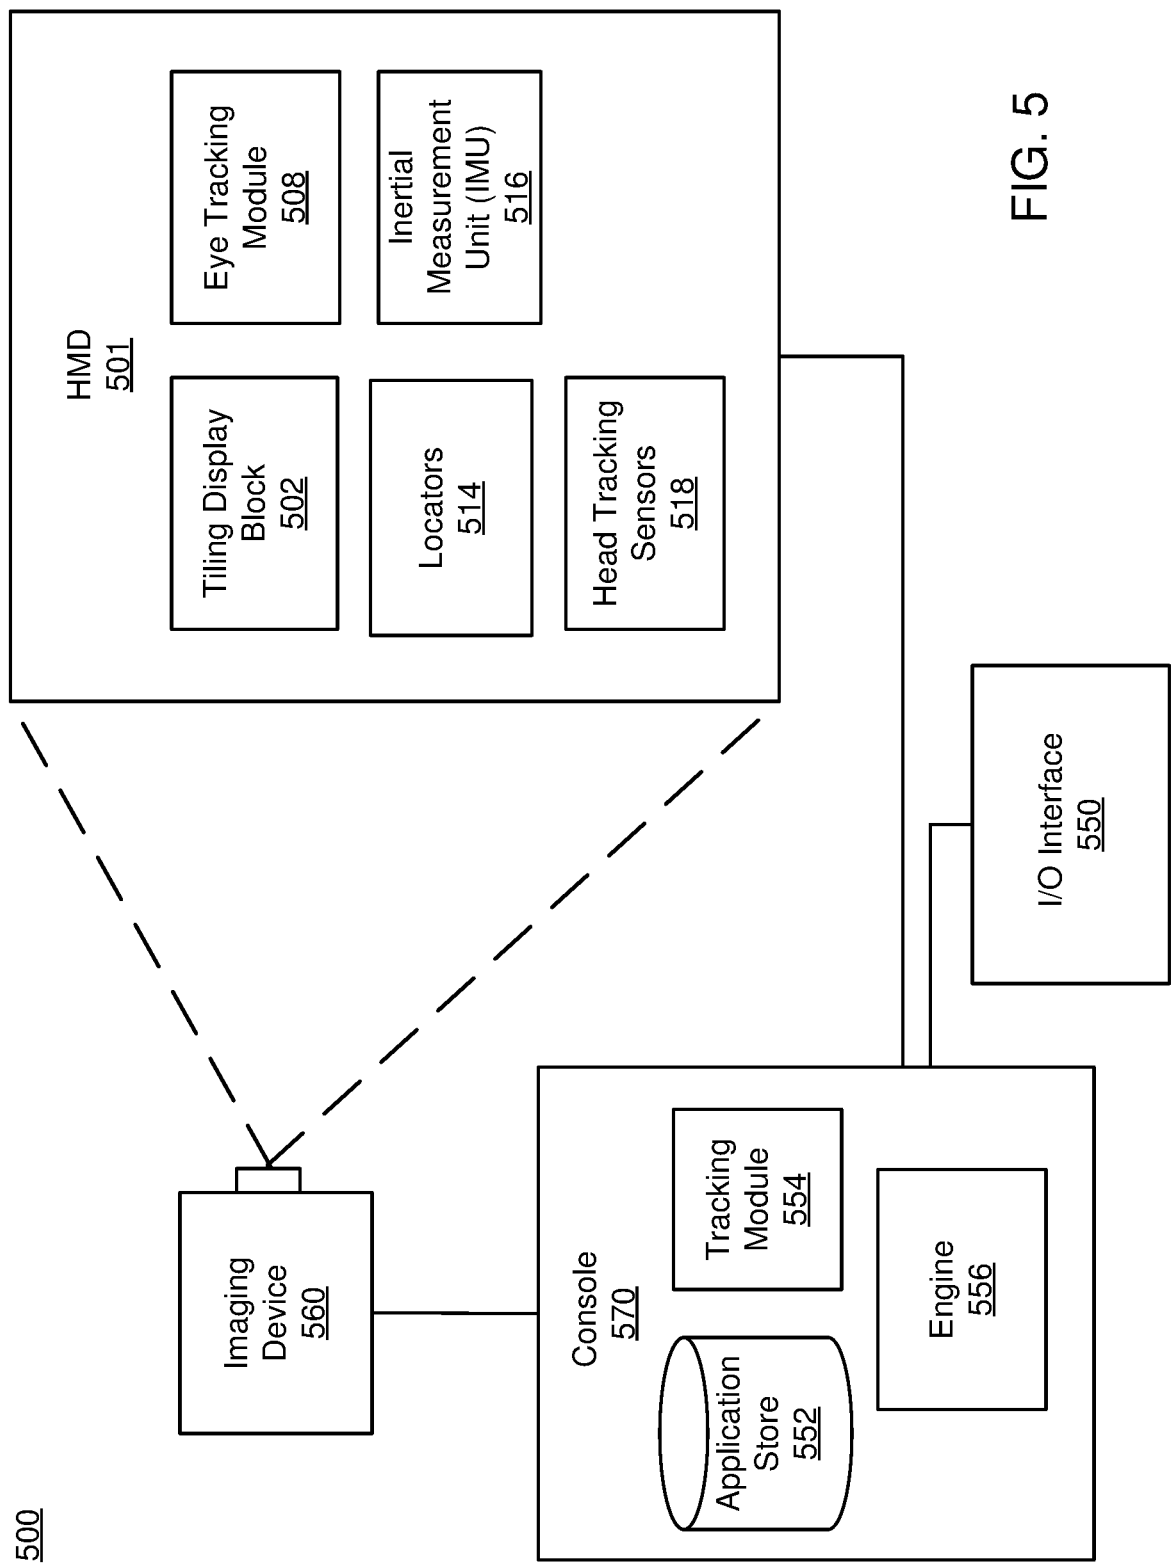 500
Imaging
Device
560
HMD
501
Tiling Display
Block
502
Eye Tracking
Module
508
Locators
514
Inertial
Measurement
Unit (IMU)
516
Head Tracking
Sensors
518
Console
570
Application
Store
552
Tracking
Module
554
Engine
556
I/O Interface
550
FIG. 5